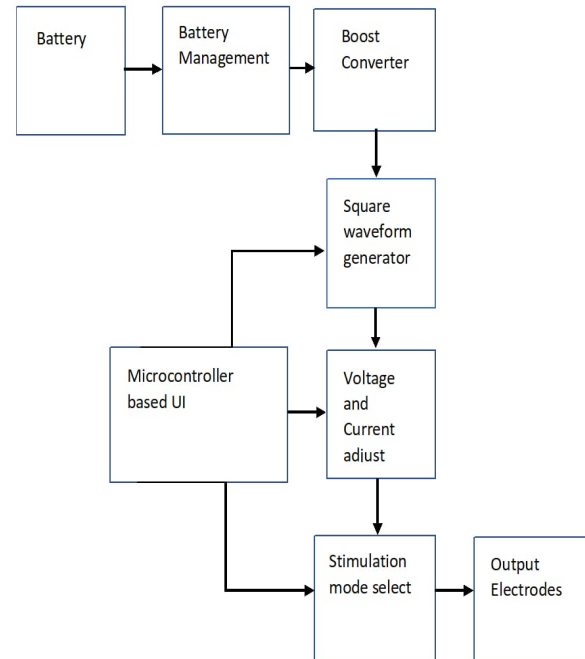 Battery
Battery
Management
Boost
Converter
Square
waveform
generator
Microcontroller
based UI
Voltage
and
Current
adjust
Stimulation
mode select
Output
Electrodes